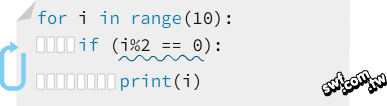 for i in range(10):
    if (i%2 == 0):
        print(i)
swf.com.tw